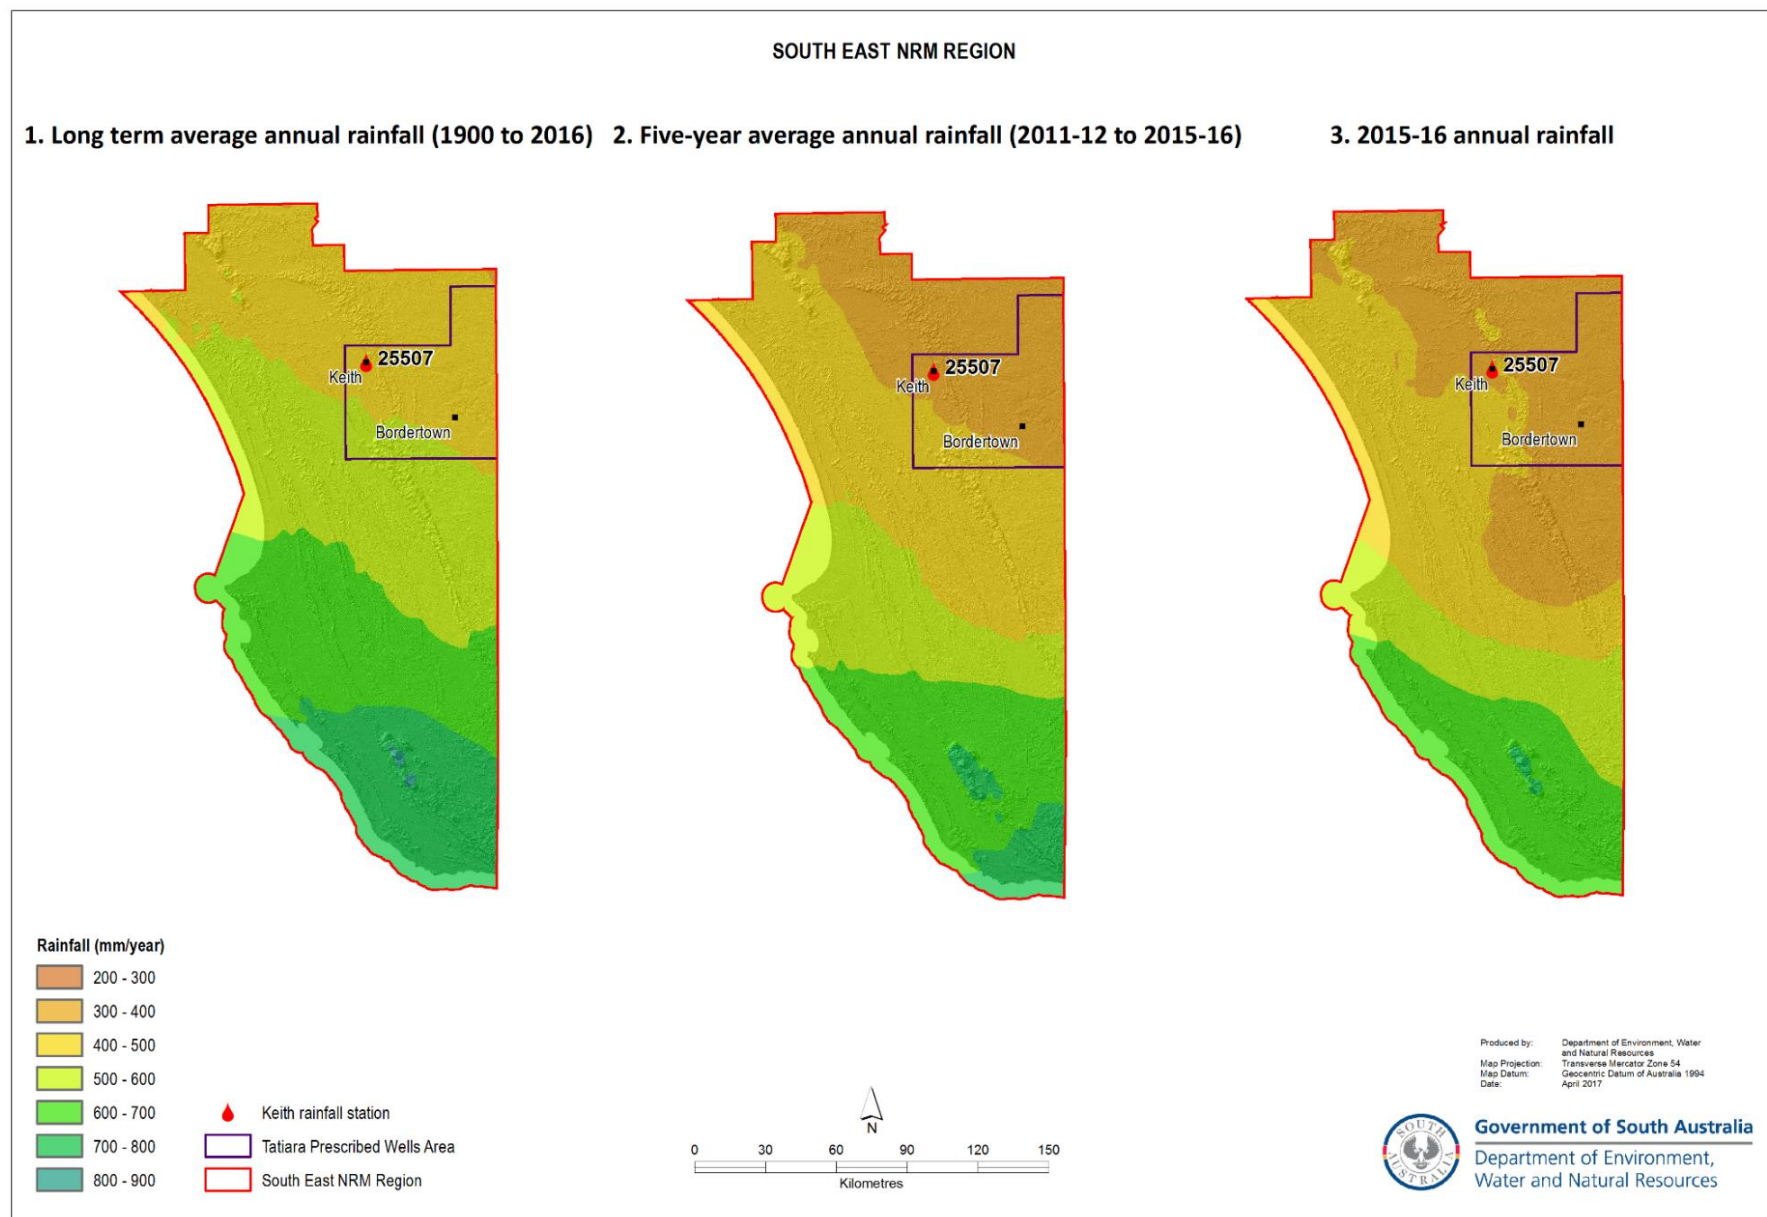 SOUTH EAST NRM REGION
1. Long term average annual rainfall (1900 to 2016)
2. Five-year average annual rainfall (2011-12 to 2015-16)
3. 2015-16 annual rainfall
25507
Keith
Bordertown
25507
Keith
Bordertown
25507
Keith
Bordertown
Rainfall (mm/year)
200 - 300
300 - 400
400 - 500
500 - 600
600 - 700
700 - 800
800 - 900
Keith rainfall station
Tatiara Prescribed Wells Area
South East NRM Region
N
0 30 60 90 120 150
Kilometres
Produced by: Department of Environment, Water
and Natural Resources
Map Projection: Transverse Mercator Zone 54
Map Datum: Geocentric Datum of Australia 1994
Date: April 2017
SOUTH AUSTRALIA
Government of South Australia
Department of Environment,
Water and Natural Resources